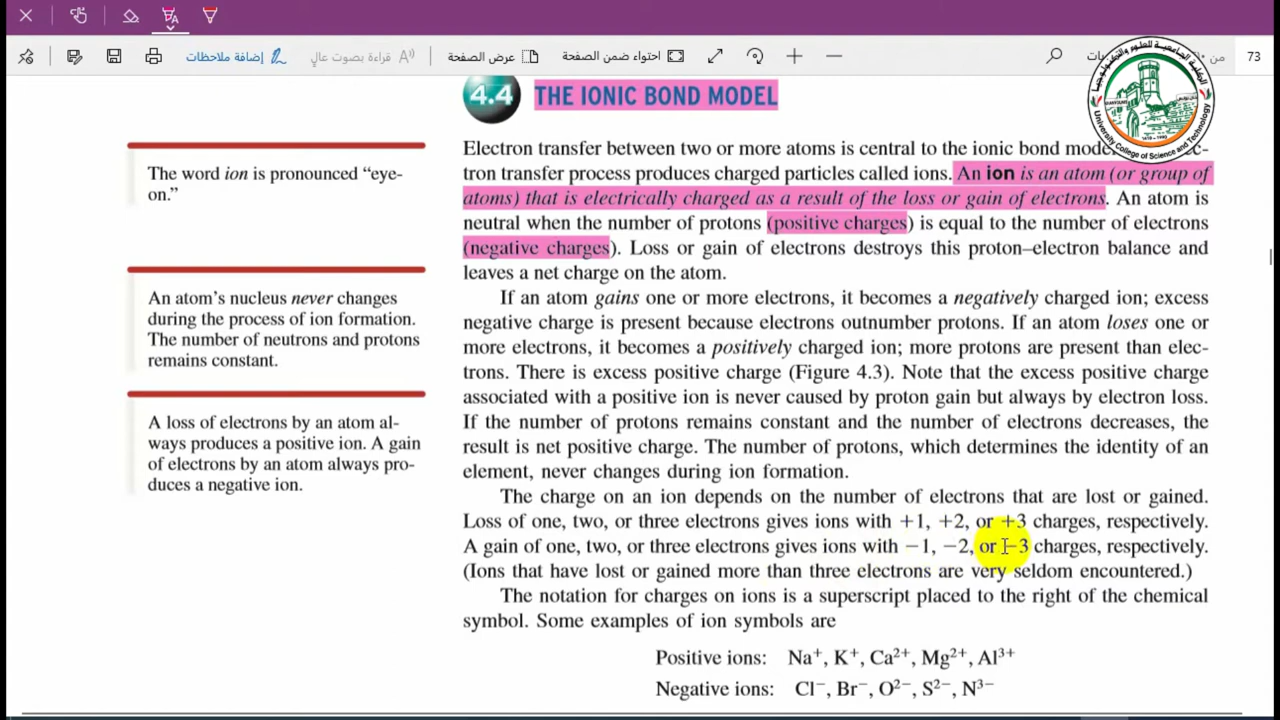 إضافة ملاحظات
قراءة بصوت عالٍ
عرض الصفحة
احتواء ضمن الصفحة
73
University College of Science and Technology
4.4 THE IONIC BOND MODEL
Electron transfer between two or more atoms is central to the ionic bond mode
tron transfer process produces charged particles called ions. An ion is an atom (or group of
atoms) that is electrically charged as a result of the loss or gain of electrons. An atom is
neutral when the number of protons (positive charges) is equal to the number of electrons
(negative charges). Loss or gain of electrons destroys this proton–electron balance and
leaves a net charge on the atom.
If an atom gains one or more electrons, it becomes a negatively charged ion; excess
negative charge is present because electrons outnumber protons. If an atom loses one or
more electrons, it becomes a positively charged ion; more protons are present than elec-
trons. There is excess positive charge (Figure 4.3). Note that the excess positive charge
associated with a positive ion is never caused by proton gain but always by electron loss.
If the number of protons remains constant and the number of electrons decreases, the
result is net positive charge. The number of protons, which determines the identity of an
element, never changes during ion formation.
The charge on an ion depends on the number of electrons that are lost or gained.
Loss of one, two, or three electrons gives ions with +1, +2, or +3 charges, respectively.
A gain of one, two, or three electrons gives ions with −1, −2, or −3 charges, respectively.
(Ions that have lost or gained more than three electrons are very seldom encountered.)
The notation for charges on ions is a superscript placed to the right of the chemical
symbol. Some examples of ion symbols are
Positive ions: Na⁺, K⁺, Ca²⁺, Mg²⁺, Al³⁺
Negative ions: Cl⁻, Br⁻, O²⁻, S²⁻, N³⁻
The word ion is pronounced “eye-
on.”
An atom’s nucleus never changes
during the process of ion formation.
The number of neutrons and protons
remains constant.
A loss of electrons by an atom al-
ways produces a positive ion. A gain
of electrons by an atom always pro-
duces a negative ion.